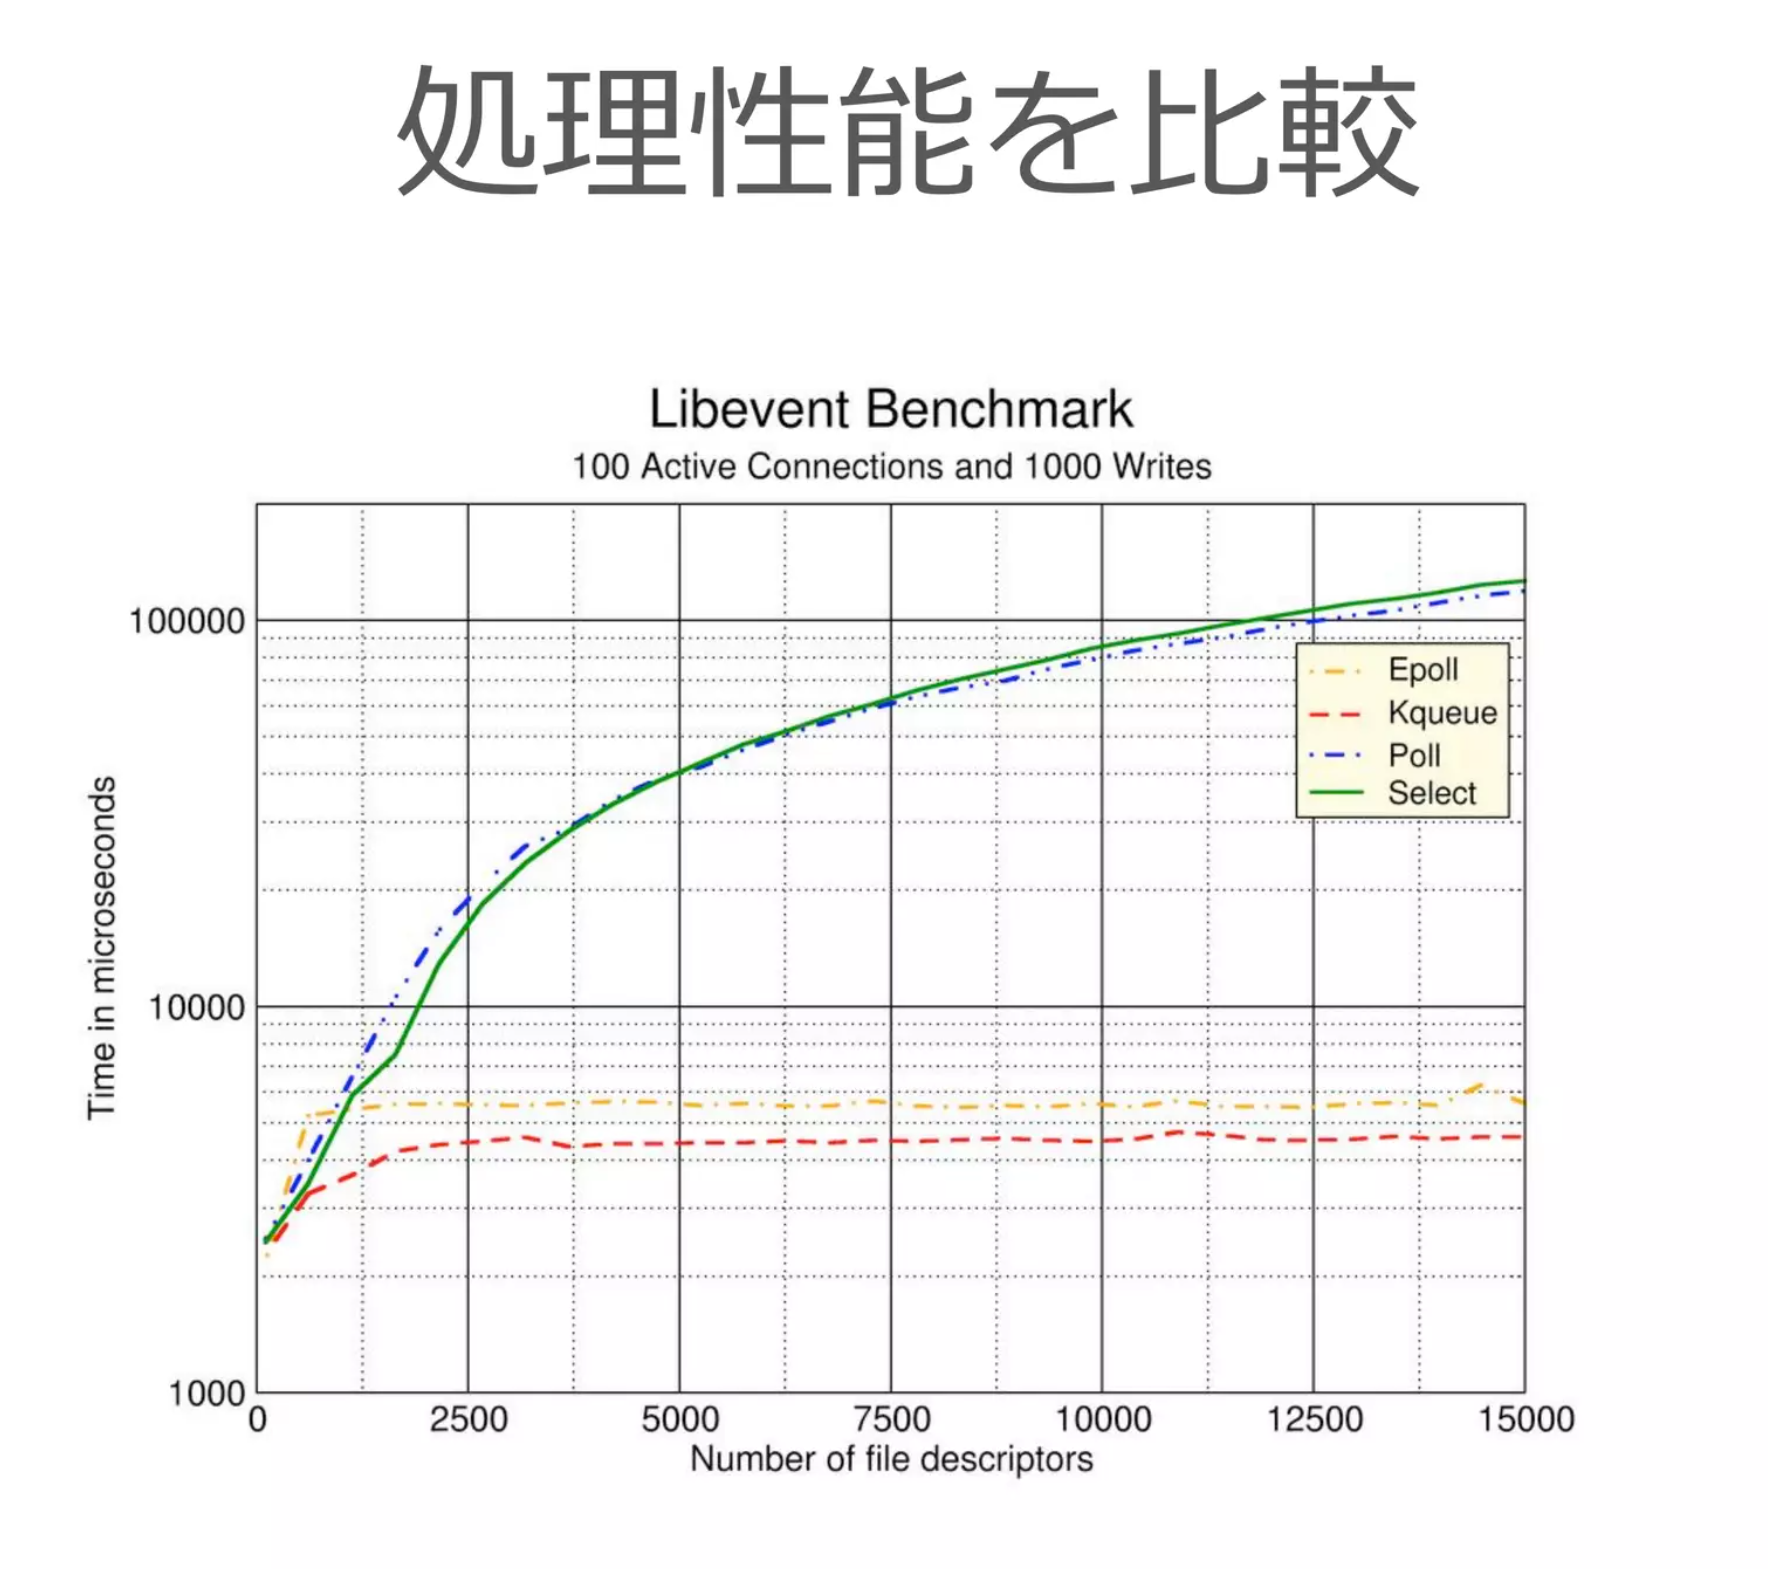 処理性能を比較
Libevent Benchmark
100 Active Connections and 1000 Writes
100000
10000
1000
Time in microseconds
Epoll
Kqueue
Poll
Select
0 2500 5000 7500 10000 12500 15000
Number of file descriptors